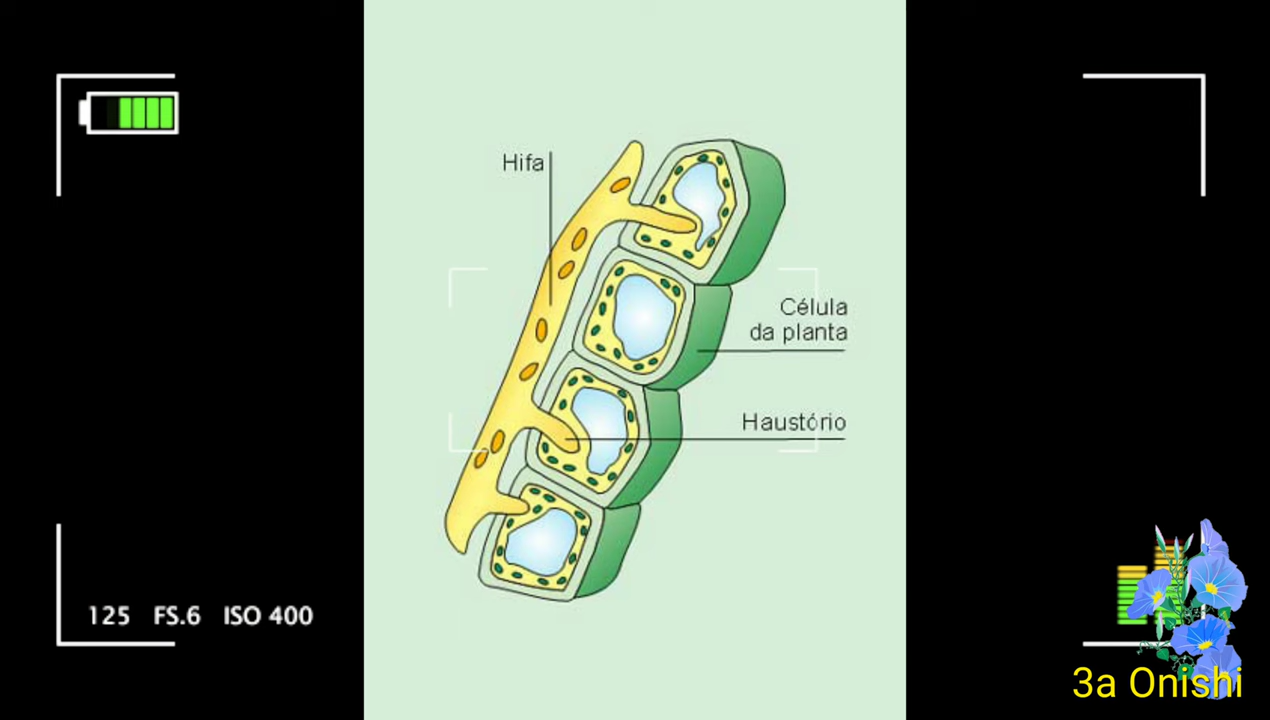 Hifa
Célula
da planta
Haustório
125 FS.6 ISO 400
3a Onishi